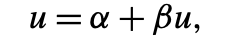 u = α + βu,